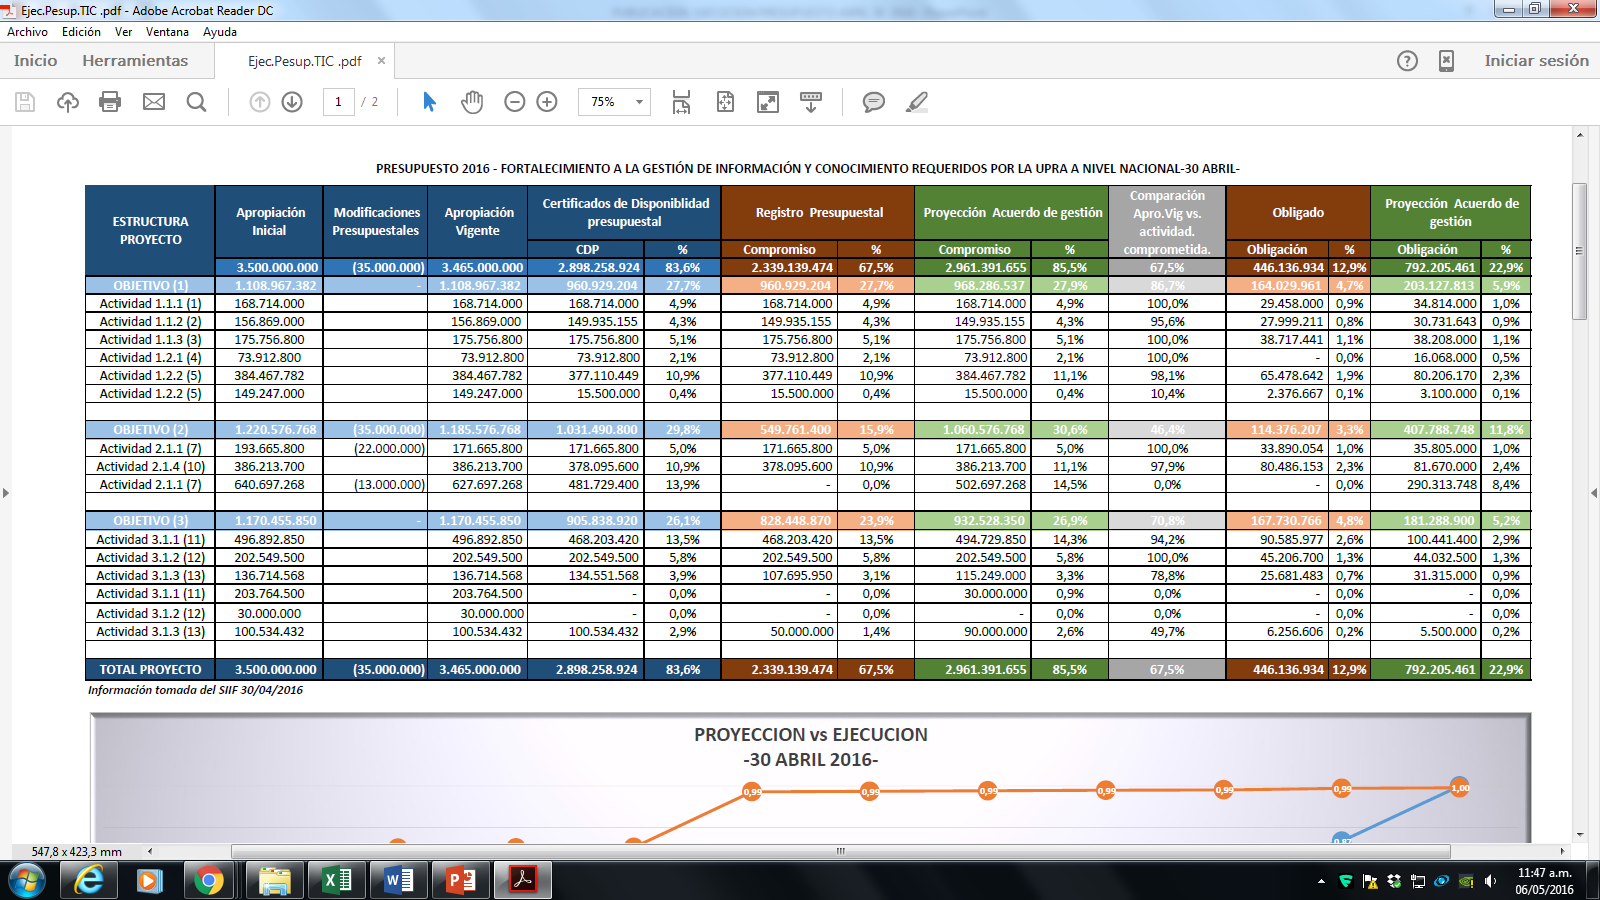 Ejec.Pesup.TIC .pdf - Adobe Acrobat Reader DC
Archivo Edición Ver Ventana Ayuda
Inicio Herramientas Ejec.Pesup.TIC .pdf × Iniciar sesión
1 / 2 75%
PRESUPUESTO 2016 - FORTALECIMIENTO A LA GESTIÓN DE INFORMACIÓN Y CONOCIMIENTO REQUERIDOS POR LA UPRA A NIVEL NACIONAL-30 ABRIL-
ESTRUCTURA PROYECTO Apropiación Inicial Modificaciones Presupuestales Apropiación Vigente Certificados de Disponiblidad presupuestal Registro Presupuestal Proyección Acuerdo de gestión Comparación Apro.Vig vs. actividad. comprometida. Obligado Proyección Acuerdo de gestión
CDP % Compromiso % Compromiso % Obligación % Obligación %
3.500.000.000 (35.000.000) 3.465.000.000 2.898.258.924 83,6% 2.339.139.474 67,5% 2.961.391.655 85,5% 67,5% 446.136.934 12,9% 792.205.461 22,9%
OBJETIVO (1) 1.108.967.382 - 1.108.967.382 960.929.204 27,7% 960.929.204 27,7% 968.286.537 27,9% 86,7% 164.029.961 4,7% 203.127.813 5,9%
Actividad 1.1.1 (1) 168.714.000 168.714.000 168.714.000 4,9% 168.714.000 4,9% 168.714.000 4,9% 100,0% 29.458.000 0,9% 34.814.000 1,0%
Actividad 1.1.2 (2) 156.869.000 156.869.000 149.935.155 4,3% 149.935.155 4,3% 149.935.155 4,3% 95,6% 27.999.211 0,8% 30.731.643 0,9%
Actividad 1.1.3 (3) 175.756.800 175.756.800 175.756.800 5,1% 175.756.800 5,1% 175.756.800 5,1% 100,0% 38.717.441 1,1% 38.208.000 1,1%
Actividad 1.2.1 (4) 73.912.800 73.912.800 73.912.800 2,1% 73.912.800 2,1% 73.912.800 2,1% 100,0% - 0,0% 16.068.000 0,5%
Actividad 1.2.2 (5) 384.467.782 384.467.782 377.110.449 10,9% 377.110.449 10,9% 384.467.782 11,1% 98,1% 65.478.642 1,9% 80.206.170 2,3%
Actividad 1.2.2 (5) 149.247.000 149.247.000 15.500.000 0,4% 15.500.000 0,4% 15.500.000 0,4% 10,4% 2.376.667 0,1% 3.100.000 0,1%
OBJETIVO (2) 1.220.576.768 (35.000.000) 1.185.576.768 1.031.490.800 29,8% 549.761.400 15,9% 1.060.576.768 30,6% 46,4% 114.376.207 3,3% 407.788.748 11,8%
Actividad 2.1.1 (7) 193.665.800 (22.000.000) 171.665.800 171.665.800 5,0% 171.665.800 5,0% 171.665.800 5,0% 100,0% 33.890.054 1,0% 35.805.000 1,0%
Actividad 2.1.4 (10) 386.213.700 386.213.700 378.095.600 10,9% 378.095.600 10,9% 386.213.700 11,1% 97,9% 80.486.153 2,3% 81.670.000 2,4%
Actividad 2.1.1 (7) 640.697.268 (13.000.000) 627.697.268 481.729.400 13,9% - 0,0% 502.697.268 14,5% 0,0% - 0,0% 290.313.748 8,4%
OBJETIVO (3) 1.170.455.850 - 1.170.455.850 905.838.920 26,1% 828.448.870 23,9% 932.528.350 26,9% 70,8% 167.730.766 4,8% 181.288.900 5,2%
Actividad 3.1.1 (11) 496.892.850 496.892.850 468.203.420 13,5% 468.203.420 13,5% 494.729.850 14,3% 94,2% 90.585.977 2,6% 100.441.400 2,9%
Actividad 3.1.2 (12) 202.549.500 202.549.500 202.549.500 5,8% 202.549.500 5,8% 202.549.500 5,8% 100,0% 45.206.700 1,3% 44.032.500 1,3%
Actividad 3.1.3 (13) 136.714.568 136.714.568 134.551.568 3,9% 107.695.950 3,1% 115.249.000 3,3% 78,8% 25.681.483 0,7% 31.315.000 0,9%
Actividad 3.1.1 (11) 203.764.500 203.764.500 - 0,0% - 0,0% 30.000.000 0,9% 0,0% - 0,0% - 0,0%
Actividad 3.1.2 (12) 30.000.000 30.000.000 - 0,0% - 0,0% - 0,0% 0,0% - 0,0% - 0,0%
Actividad 3.1.3 (13) 100.534.432 100.534.432 100.534.432 2,9% 50.000.000 1,4% 90.000.000 2,6% 49,7% 6.256.606 0,2% 5.500.000 0,2%
TOTAL PROYECTO 3.500.000.000 (35.000.000) 3.465.000.000 2.898.258.924 83,6% 2.339.139.474 67,5% 2.961.391.655 85,5% 67,5% 446.136.934 12,9% 792.205.461 22,9%
Información tomada del SIIF 30/04/2016
PROYECCION vs EJECUCION
-30 ABRIL 2016-
0,99 0,99 0,99 0,99 0,99 0,99 1,00
547,8 x 423,3 mm
11:47 a.m.
06/05/2016